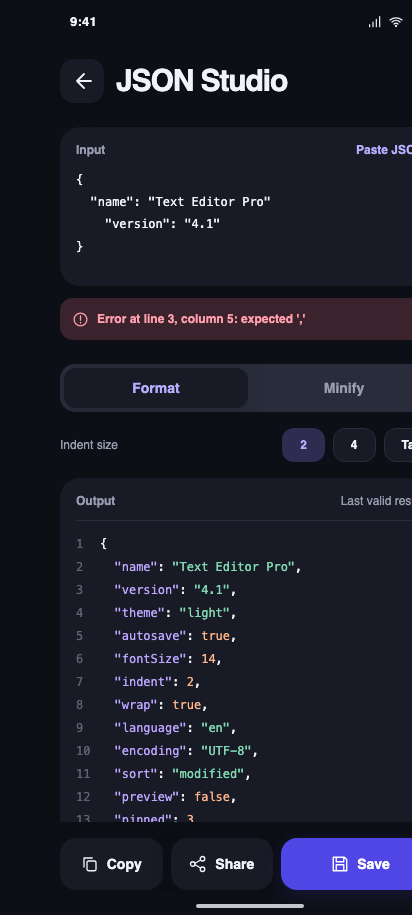 9:41
JSON Studio
Input
Paste JSO
{
  "name": "Text Editor Pro"
    "version": "4.1"
}
Error at line 3, column 5: expected ','
Format
Minify
Indent size
2
4
Ta
Output
Last valid res
1 {
2   "name": "Text Editor Pro",
3   "version": "4.1",
4   "theme": "light",
5   "autosave": true,
6   "fontSize": 14,
7   "indent": 2,
8   "wrap": true,
9   "language": "en",
10   "encoding": "UTF-8",
11   "sort": "modified",
12   "preview": false,
13   "pinned": 3
Copy
Share
Save